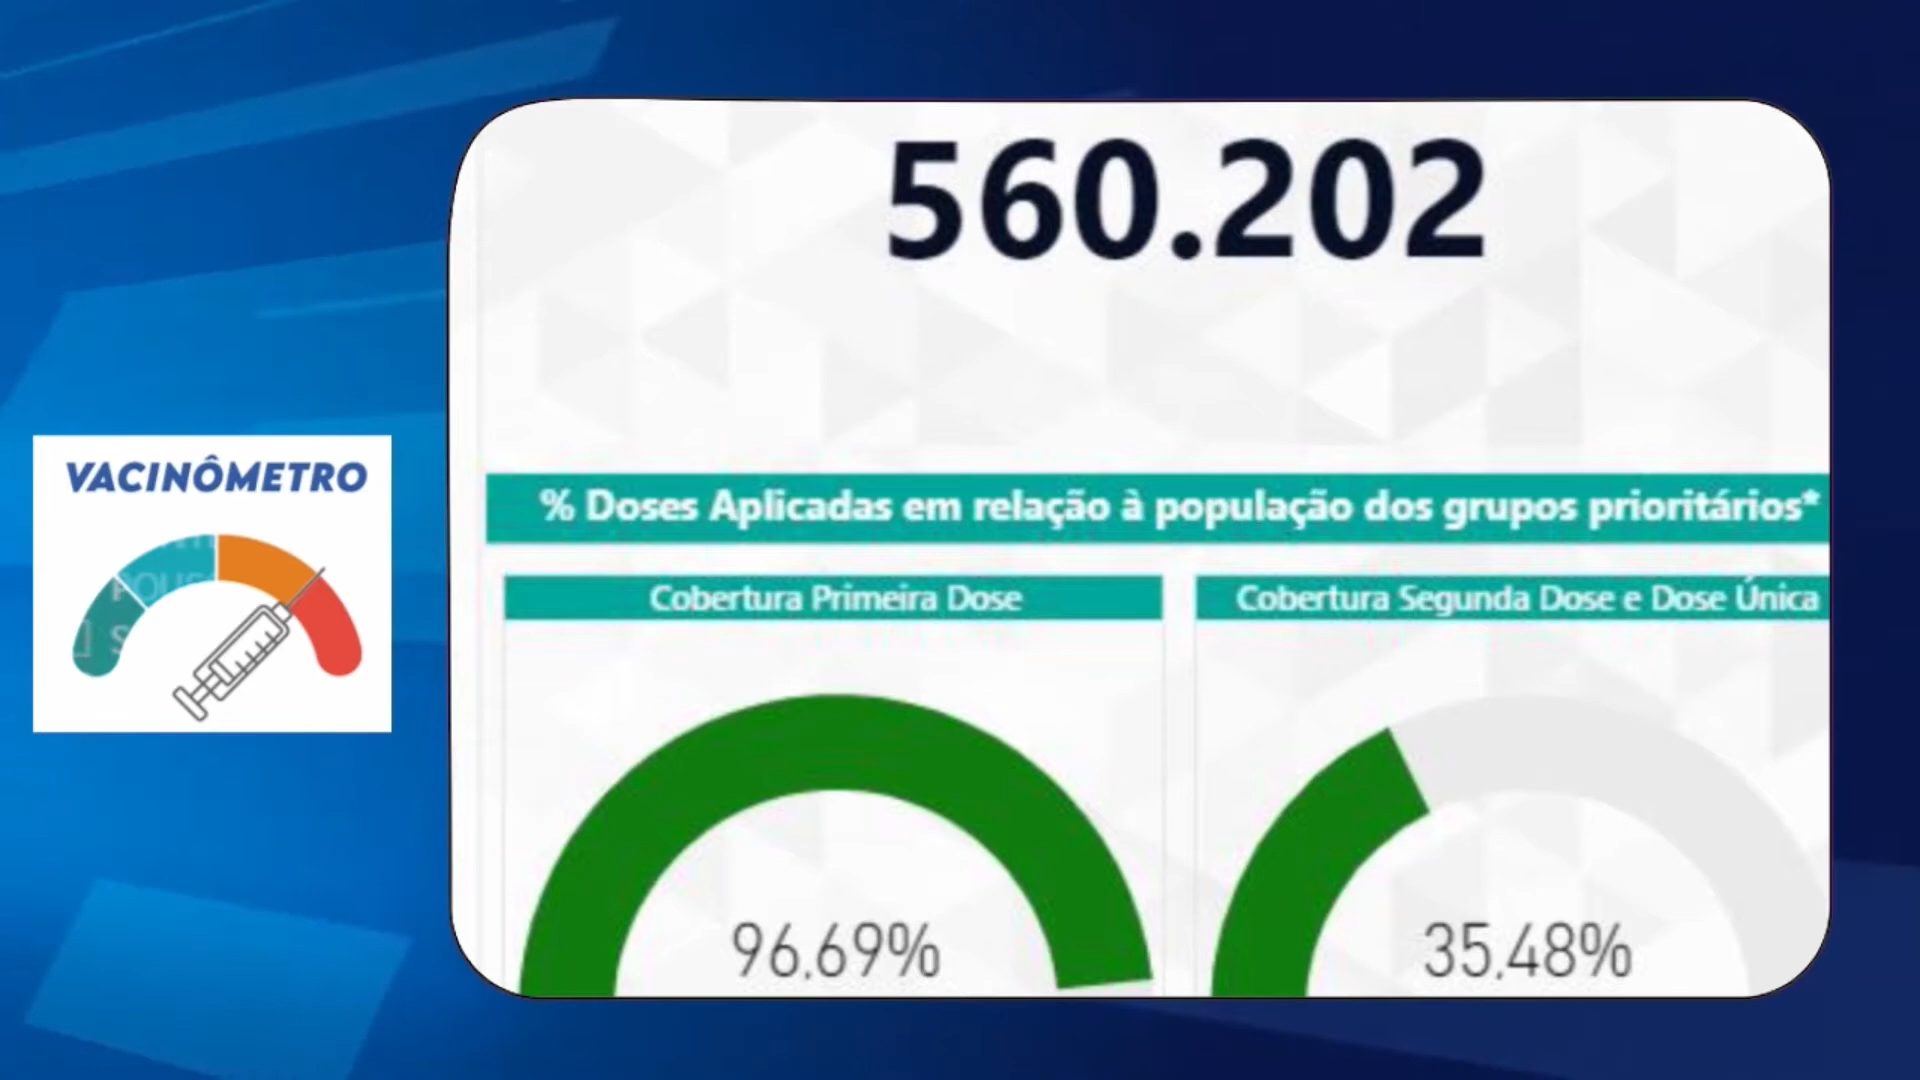 560.202
VACINÔMETRO
% Doses Aplicadas em relação à população dos grupos prioritários*
Cobertura Primeira Dose
Cobertura Segunda Dose e Dose Única
96,69%
35,48%